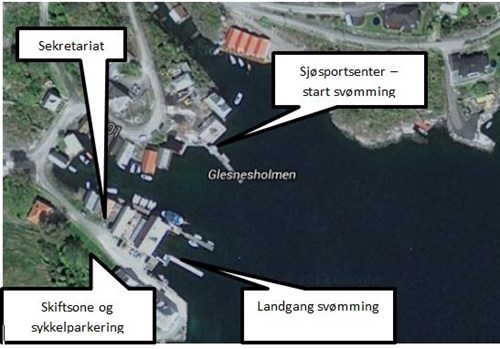 Sekretariat
Sjøsportsenter –
start svømming
Glesnesholmen
Skiftsone og
sykkelparkering
Landgang svømming